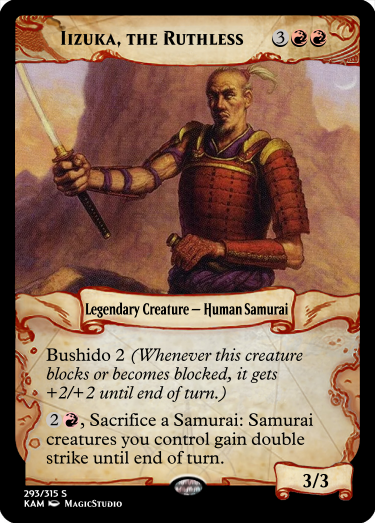 Iizuka, the Ruthless 3
Legendary Creature – Human Samurai
Bushido 2 (Whenever this creature
blocks or becomes blocked, it gets
+2/+2 until end of turn.)
2 , Sacrifice a Samurai: Samurai
creatures you control gain double
strike until end of turn.
3/3
293/315 S
KAM MagicStudio